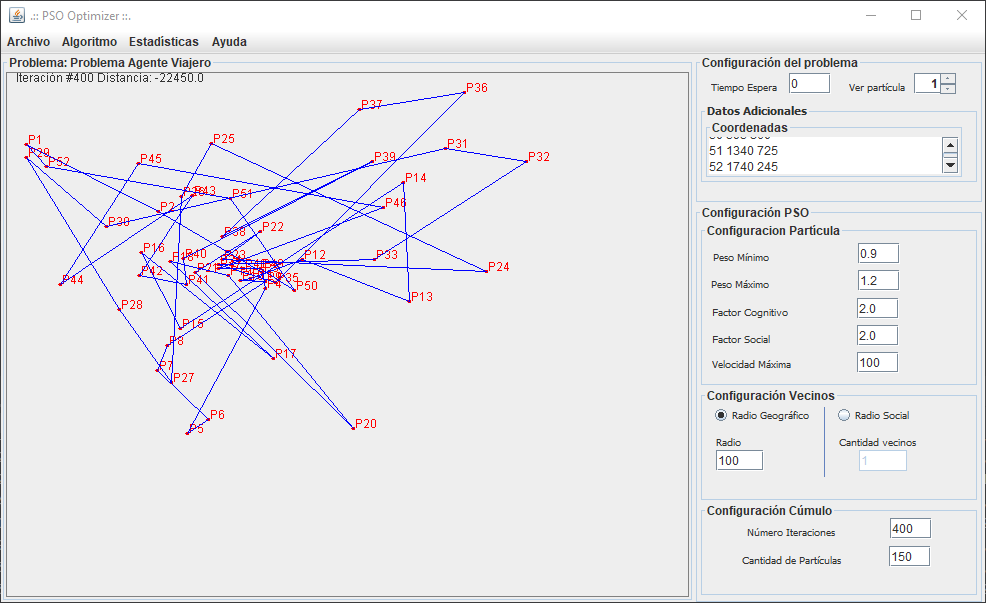 .:: PSO Optimizer ::.
Archivo Algoritmo Estadísticas Ayuda
Problema: Problema Agente Viajero
Iteración #400 Distancia: -22450.0
P36
P37
P1
P25
P31
P29
P52
P45
P39
P32
P14
P43
P51
P2
P46
P30
P38
P22
P16
P40
P12
P33
P24
P42
P41
P35
P44
P50
P13
P28
P15
P8
P17
P7
P27
P6
P5
P20
Configuración del problema
Tiempo Espera 0 Ver partícula 1
Datos Adicionales
Coordenadas
51 1340 725
52 1740 245
Configuración PSO
Configuracion Partícula
Peso Mínimo 0.9
Peso Máximo 1.2
Factor Cognitivo 2.0
Factor Social 2.0
Velocidad Máxima 100
Configuración Vecinos
Radio Geográfico Radio Social
Radio Cantidad vecinos
100 1
Configuración Cúmulo
Número Iteraciones 400
Cantidad de Partículas 150